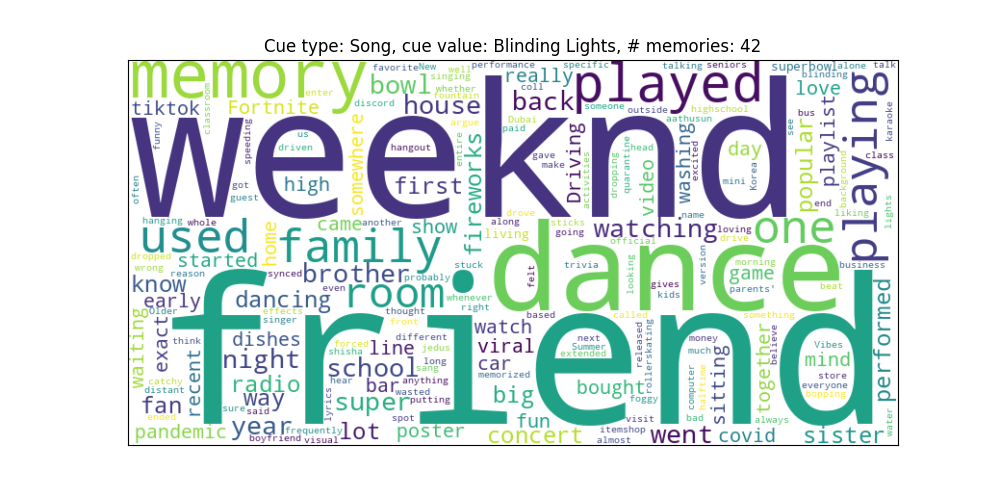 Cue type: Song, cue value: Blinding Lights, # memories: 42
memory
weeknd
played
friend
dance
family
playing
used
one
room
favorite
New
well
performance
specific
talking
seniors
superbowl
alone
talk
enter
bowl
whether
singing
coll
really
blinding
love
tiktok
classroom
Fortnite
discord
house
fountain
back
Dubai
paid
someone
outside
highschool
aathusun
bus
see
playlist
karaoke
funny
speeding
us
driven
somewhere
hangout
argue
entire
gave
make
Driving
activities
dropping
quarantine
head
video
washing
excited
day
mini
Korea
popular
class
background
often
got
guest
high
first
fireworks
end
liking
lights
hanging
whole
came
another
show
drove
along
sticks
going
living
watching
name
official
loving
drive
dropped
wrong
started
home
reason
synced
brother
even
probably
stuck
whenever
right
felt
trivia
looking
gives
kids
version
morning
game
parents'
business
beat
know
early
Older
effects
singer
dancing
thought
front
based
called
something
performed
waiting
exact
think
recent
dishes
night
forced
shisha
different
jedus
line
school
watch
viral
car
next
Summer
extended
released
rollerskating
money
much
sitting
together
believe
Vibes
mind
store
everyone
bopping
catchy
distant
radio
way
hear
bar
long
sang
anything
memorized
wasted
putting
super
big
bought
foggy
computer
halftime
fan
ended
sure
said
year
lyrics
spot
fun
itemshop
visit
bad
always
water
pandemic
boyfriend
frequently
visual
lot
poster
concert
almost
went
covid
sister